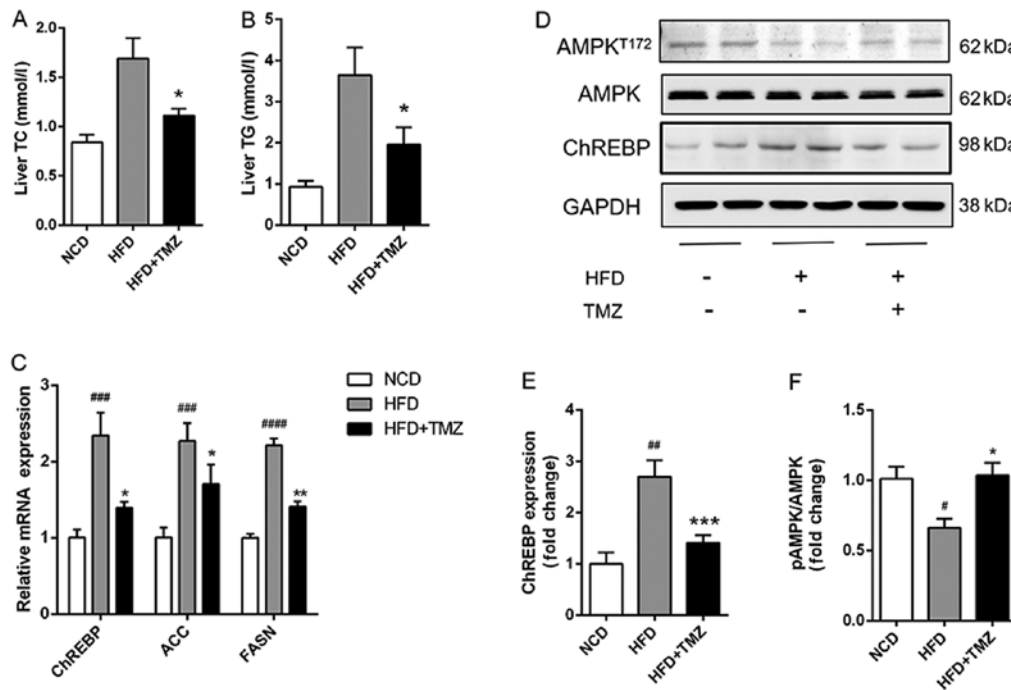 A
Liver TC (mmol/l)
2.0
1.5
1.0
0.5
0.0
*
NCD
HFD
HFD+TMZ
B
Liver TG (mmol/l)
5
4
3
2
1
0
*
NCD
HFD
HFD+TMZ
C
Relative mRNA expression
3
2
1
0
###
*
###
*
####
**
ChREBP
ACC
FASN
NCD
HFD
HFD+TMZ
D
AMPKT172 62 kDa
AMPK 62 kDa
ChREBP 98 kDa
GAPDH 38 kDa
HFD - + +
TMZ - - +
E
ChREBP expression
(fold change)
4
3
2
1
0
##
***
NCD
HFD
HFD+TMZ
F
pAMPK/AMPK
(fold change)
1.5
1.0
0.5
0.0
#
*
NCD
HFD
HFD+TMZ